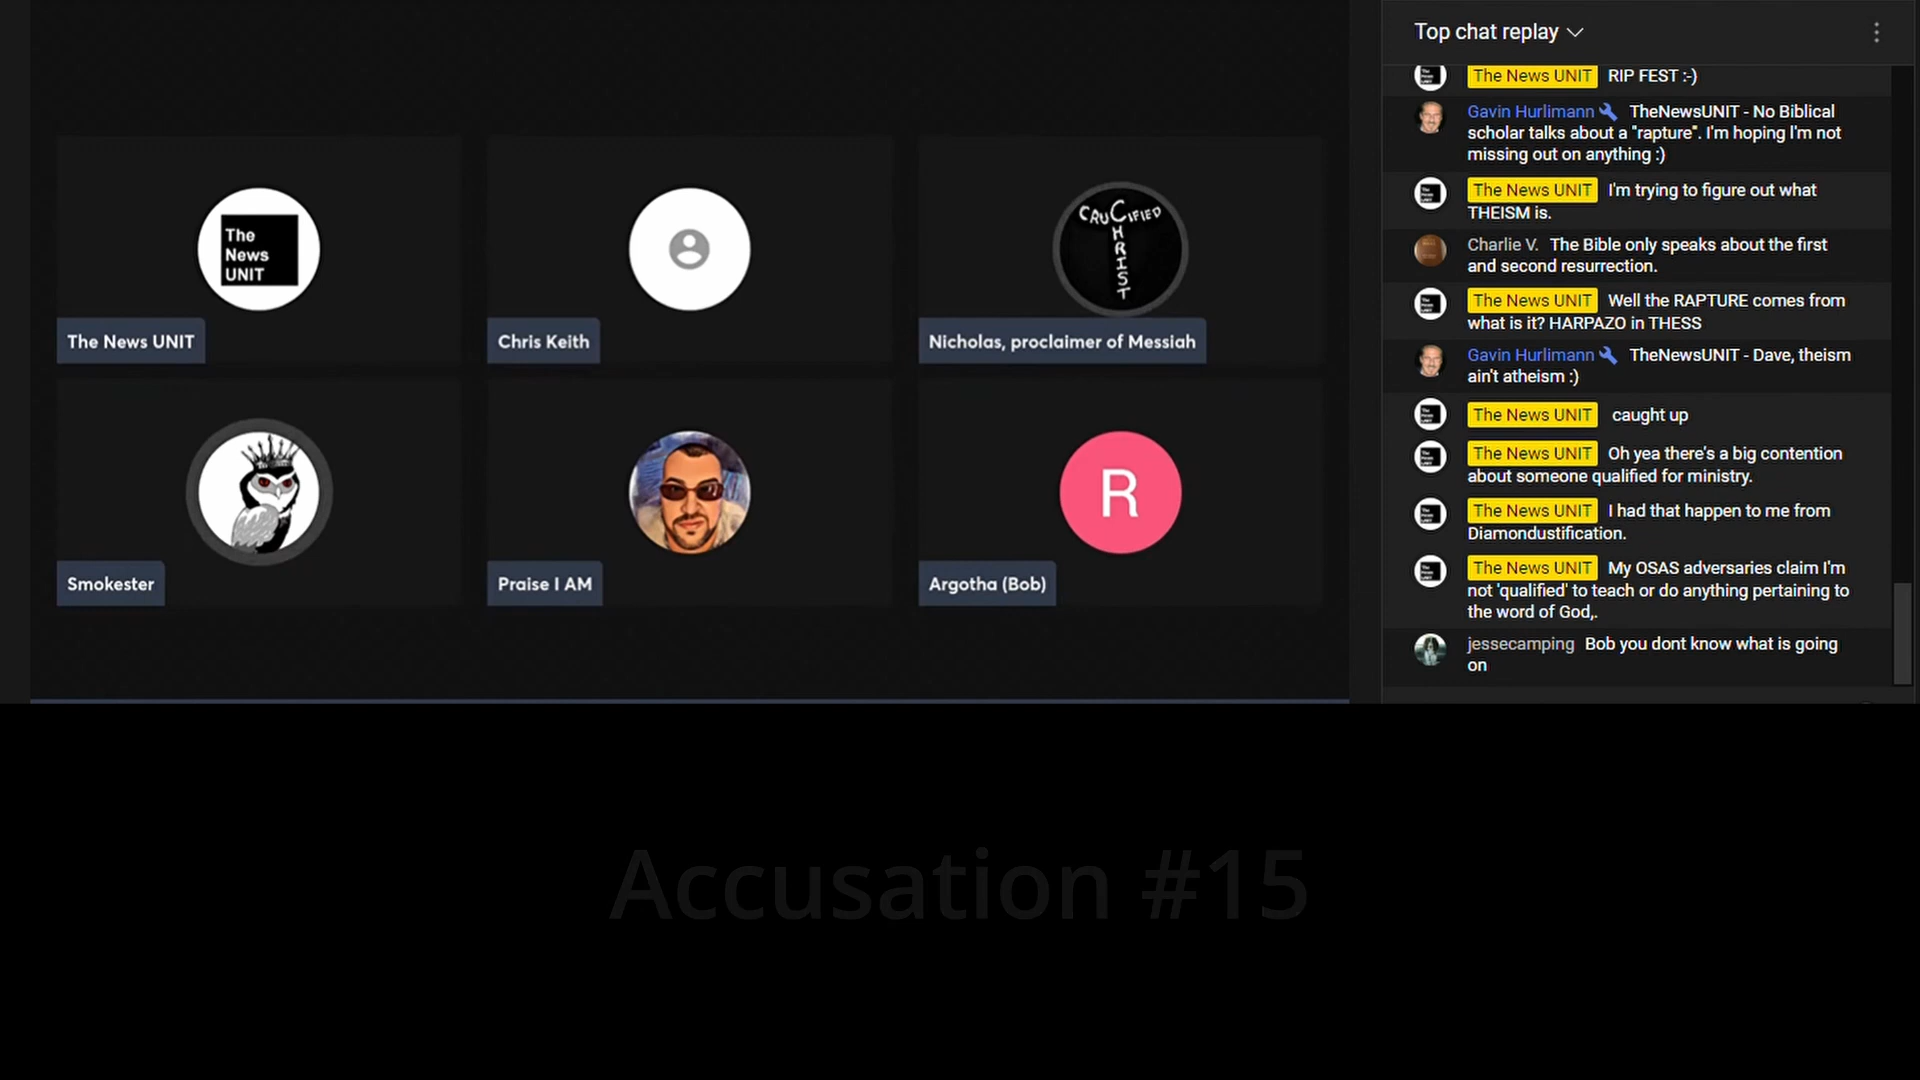 The
News
UNIT
The News UNIT
Chris Keith
CRUCIFIED
HRIST
Nicholas, proclaimer of Messiah
Smokester
Praise I AM
R
Argotha (Bob)
Top chat replay
The News UNIT RIP FEST :-)
Gavin Hurlimann TheNewsUNIT - No Biblical
scholar talks about a "rapture". I'm hoping I'm not
missing out on anything :)
The News UNIT I'm trying to figure out what
THEISM is.
Charlie V. The Bible only speaks about the first
and second resurrection.
The News UNIT Well the RAPTURE comes from
what is it? HARPAZO in THESS
Gavin Hurlimann TheNewsUNIT - Dave, theism
ain't atheism :)
The News UNIT caught up
The News UNIT Oh yea there's a big contention
about someone qualified for ministry.
The News UNIT I had that happen to me from
Diamondustification.
The News UNIT My OSAS adversaries claim I'm
not 'qualified' to teach or do anything pertaining to
the word of God,.
jessecamping Bob you dont know what is going
on
Accusation #15